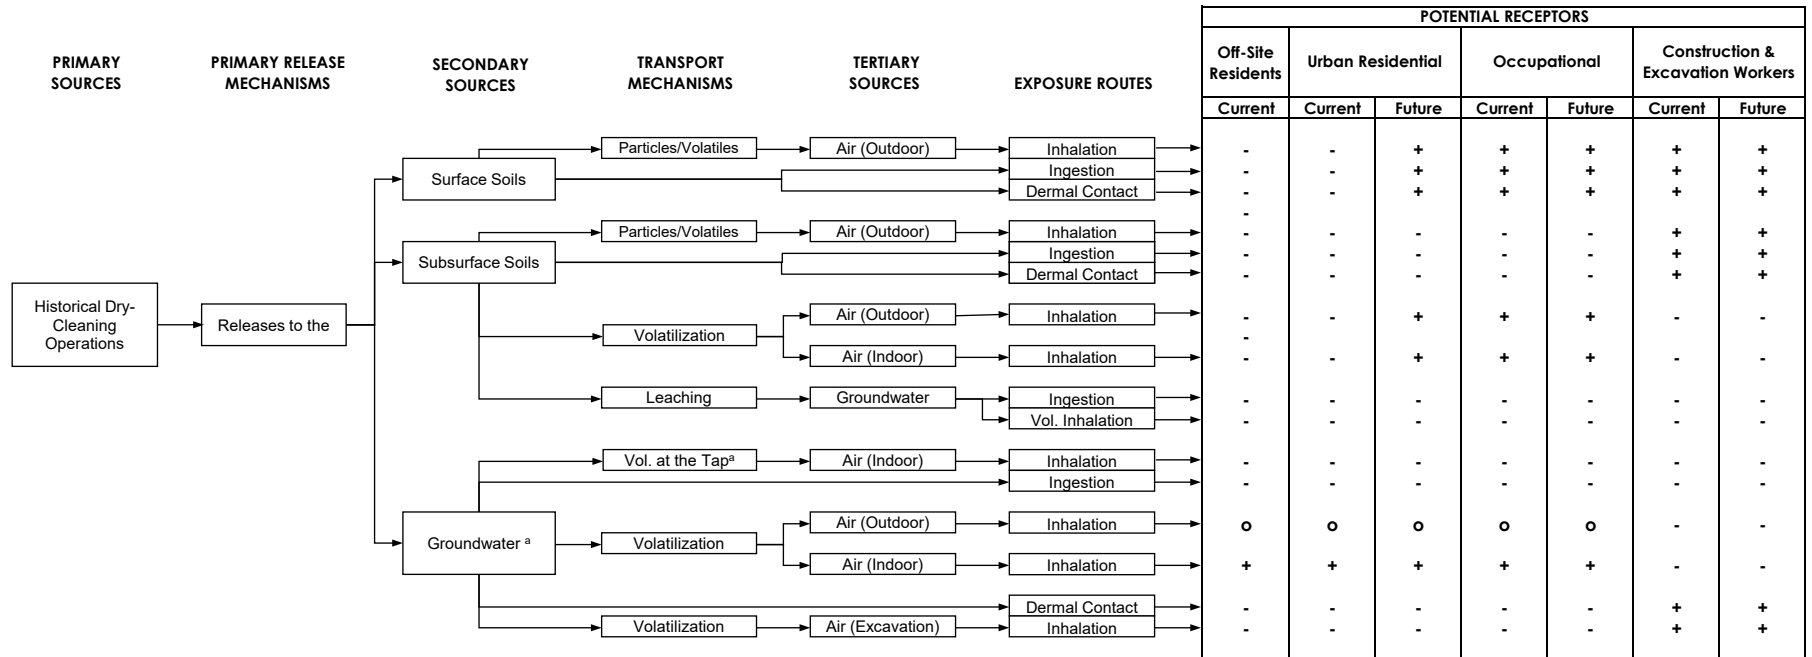 POTENTIAL RECEPTORS
PRIMARY SOURCES
PRIMARY RELEASE MECHANISMS
SECONDARY SOURCES
TRANSPORT MECHANISMS
TERTIARY SOURCES
EXPOSURE ROUTES
Off-Site Residents
Urban Residential
Occupational
Construction & Excavation Workers
Current Current Future Current Future Current Future
Particles/Volatiles Air (Outdoor) Inhalation - - + + + + +
Surface Soils
Ingestion - - + + + + +
Dermal Contact - - + + + + +
-
Particles/Volatiles Air (Outdoor) Inhalation - - - - - + +
Subsurface Soils
Ingestion - - - - - + +
Dermal Contact - - - - - + +
Historical Dry-
Cleaning
Operations
Releases to the
Air (Outdoor) Inhalation - - + + + - -
Volatilization
-
Air (Indoor) Inhalation - - + + + - -
Leaching Groundwater Ingestion - - - - - - -
Vol. Inhalation - - - - - - -
Vol. at the Tapª Air (Indoor) Inhalation - - - - - - -
Ingestion - - - - - - -
Air (Outdoor) Inhalation o o o o o - -
Groundwater ª Volatilization
Air (Indoor) Inhalation + + + + + - -
Dermal Contact - - - - - + +
Volatilization Air (Excavation) Inhalation - - - - - + +